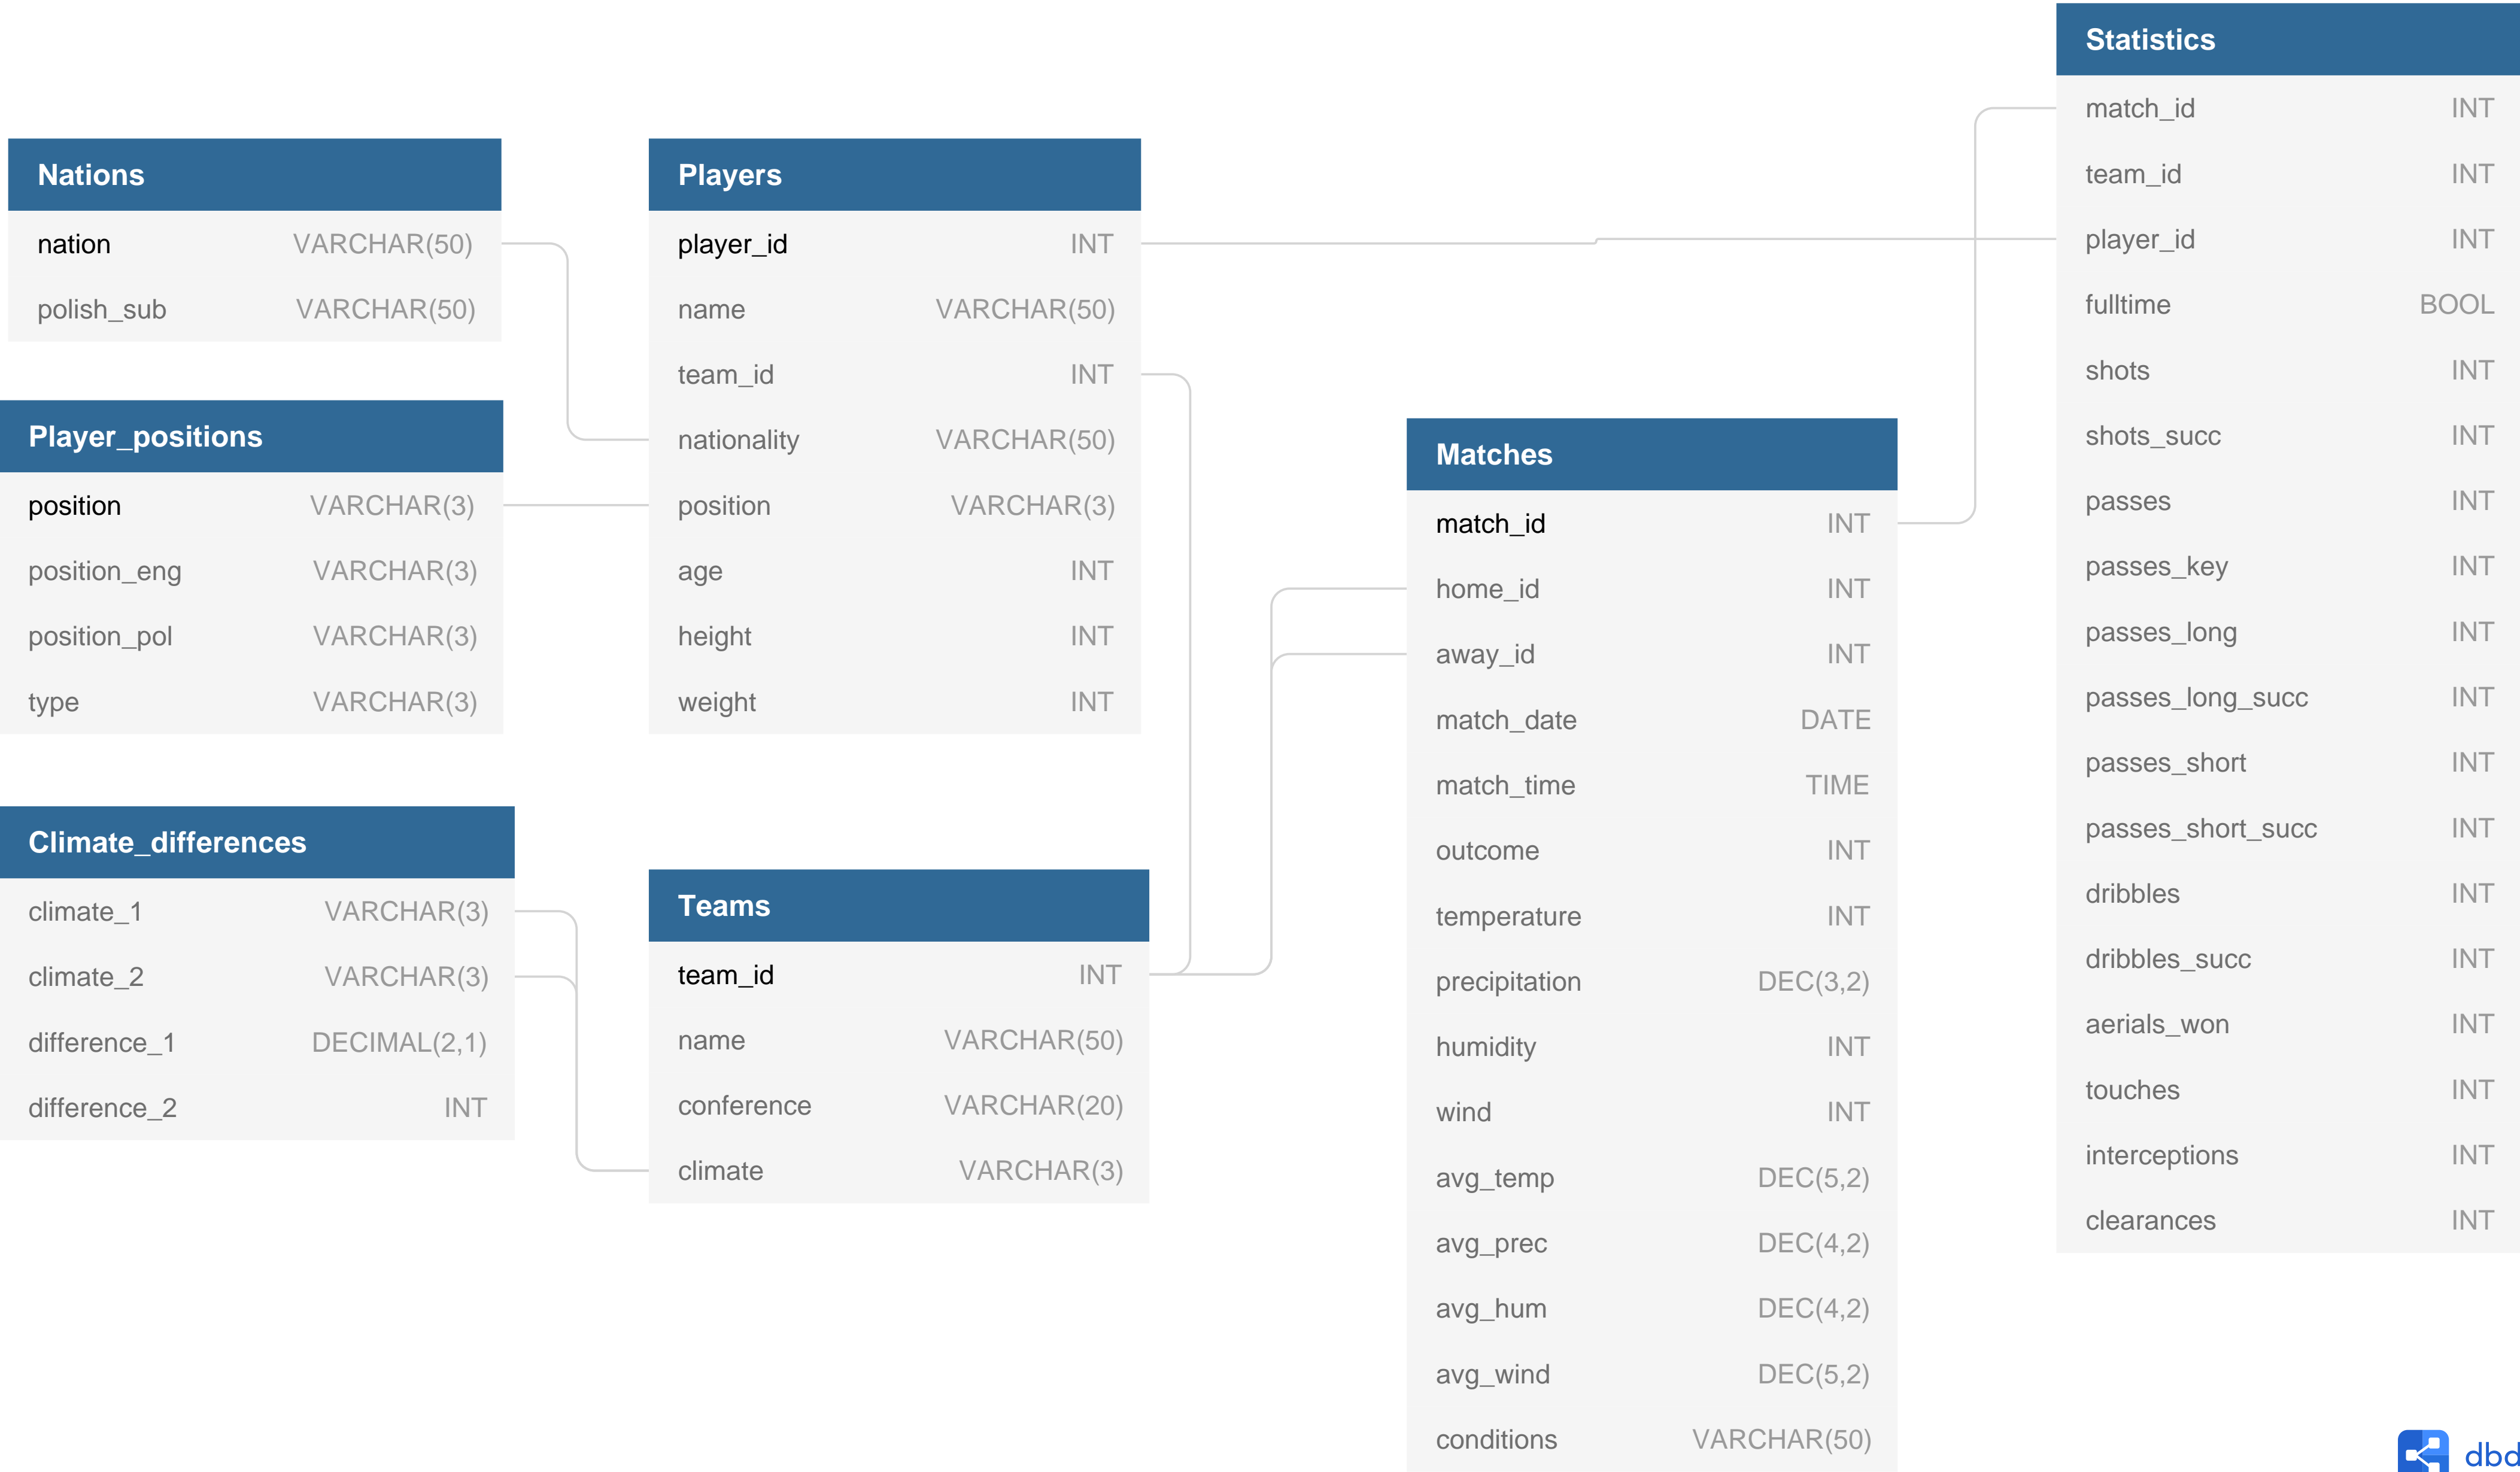 Nations
nation VARCHAR(50)
polish_sub VARCHAR(50)
Player_positions
position VARCHAR(3)
position_eng VARCHAR(3)
position_pol VARCHAR(3)
type VARCHAR(3)
Climate_differences
climate_1 VARCHAR(3)
climate_2 VARCHAR(3)
difference_1 DECIMAL(2,1)
difference_2 INT
Players
player_id INT
name VARCHAR(50)
team_id INT
nationality VARCHAR(50)
position VARCHAR(3)
age INT
height INT
weight INT
Teams
team_id INT
name VARCHAR(50)
conference VARCHAR(20)
climate VARCHAR(3)
Matches
match_id INT
home_id INT
away_id INT
match_date DATE
match_time TIME
outcome INT
temperature INT
precipitation DEC(3,2)
humidity INT
wind INT
avg_temp DEC(5,2)
avg_prec DEC(4,2)
avg_hum DEC(4,2)
avg_wind DEC(5,2)
conditions VARCHAR(50)
Statistics
match_id INT
team_id INT
player_id INT
fulltime BOOL
shots INT
shots_succ INT
passes INT
passes_key INT
passes_long INT
passes_long_succ INT
passes_short INT
passes_short_succ INT
dribbles INT
dribbles_succ INT
aerials_won INT
touches INT
interceptions INT
clearances INT
dbd